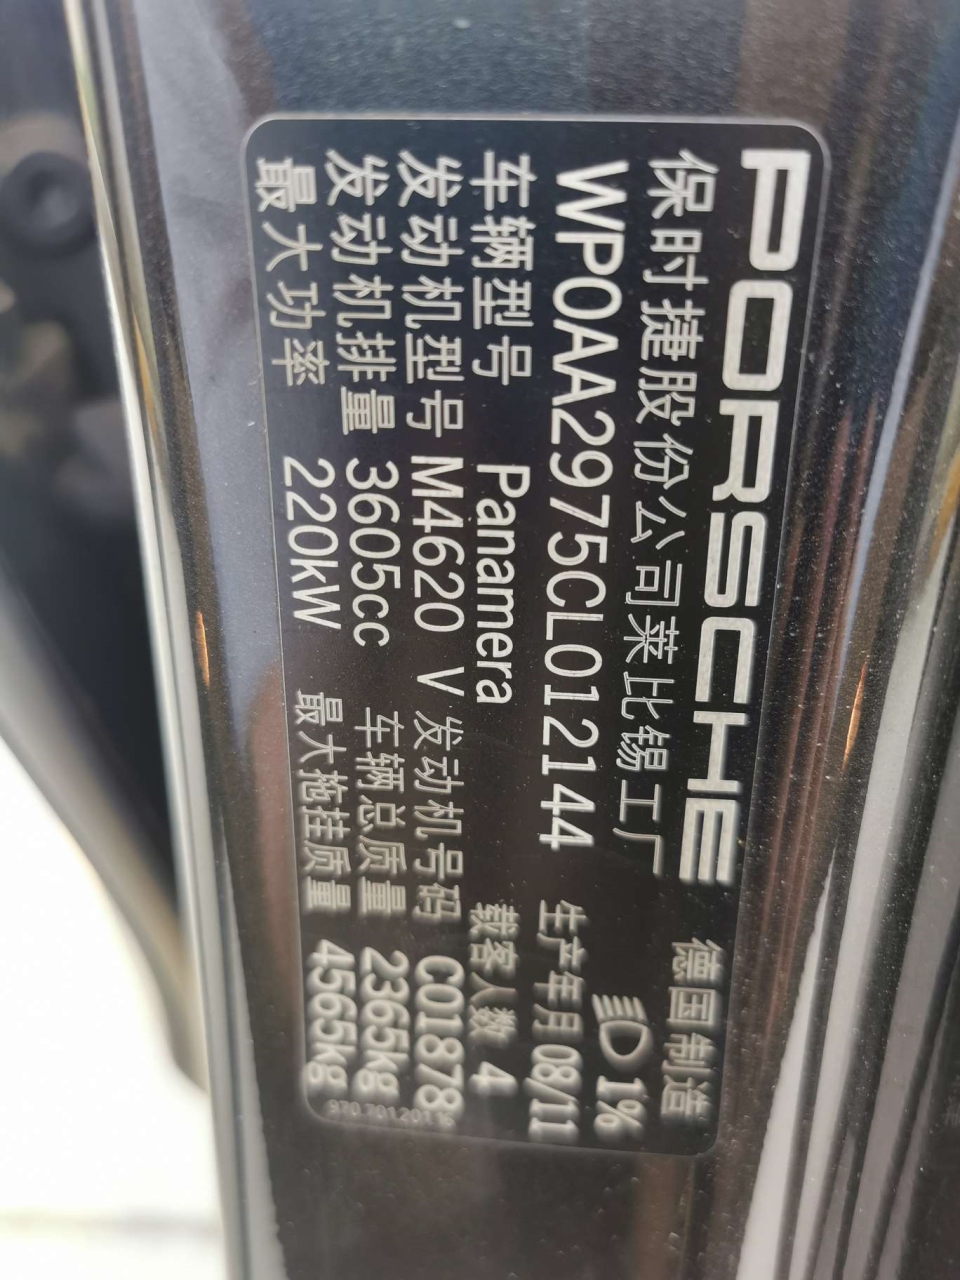 PORSCHE 德国制造
保时捷股份公司莱比锡工厂 1%
WP0AA2975CL012144 生产年月 08/11
车辆型号 Panamera 载客人数 4
发动机型号 M4620 V 发动机号码 C01878
发动机排量 3605cc 车辆总质量 2365kg
最大功率 220kW 最大拖挂质量 4565kg